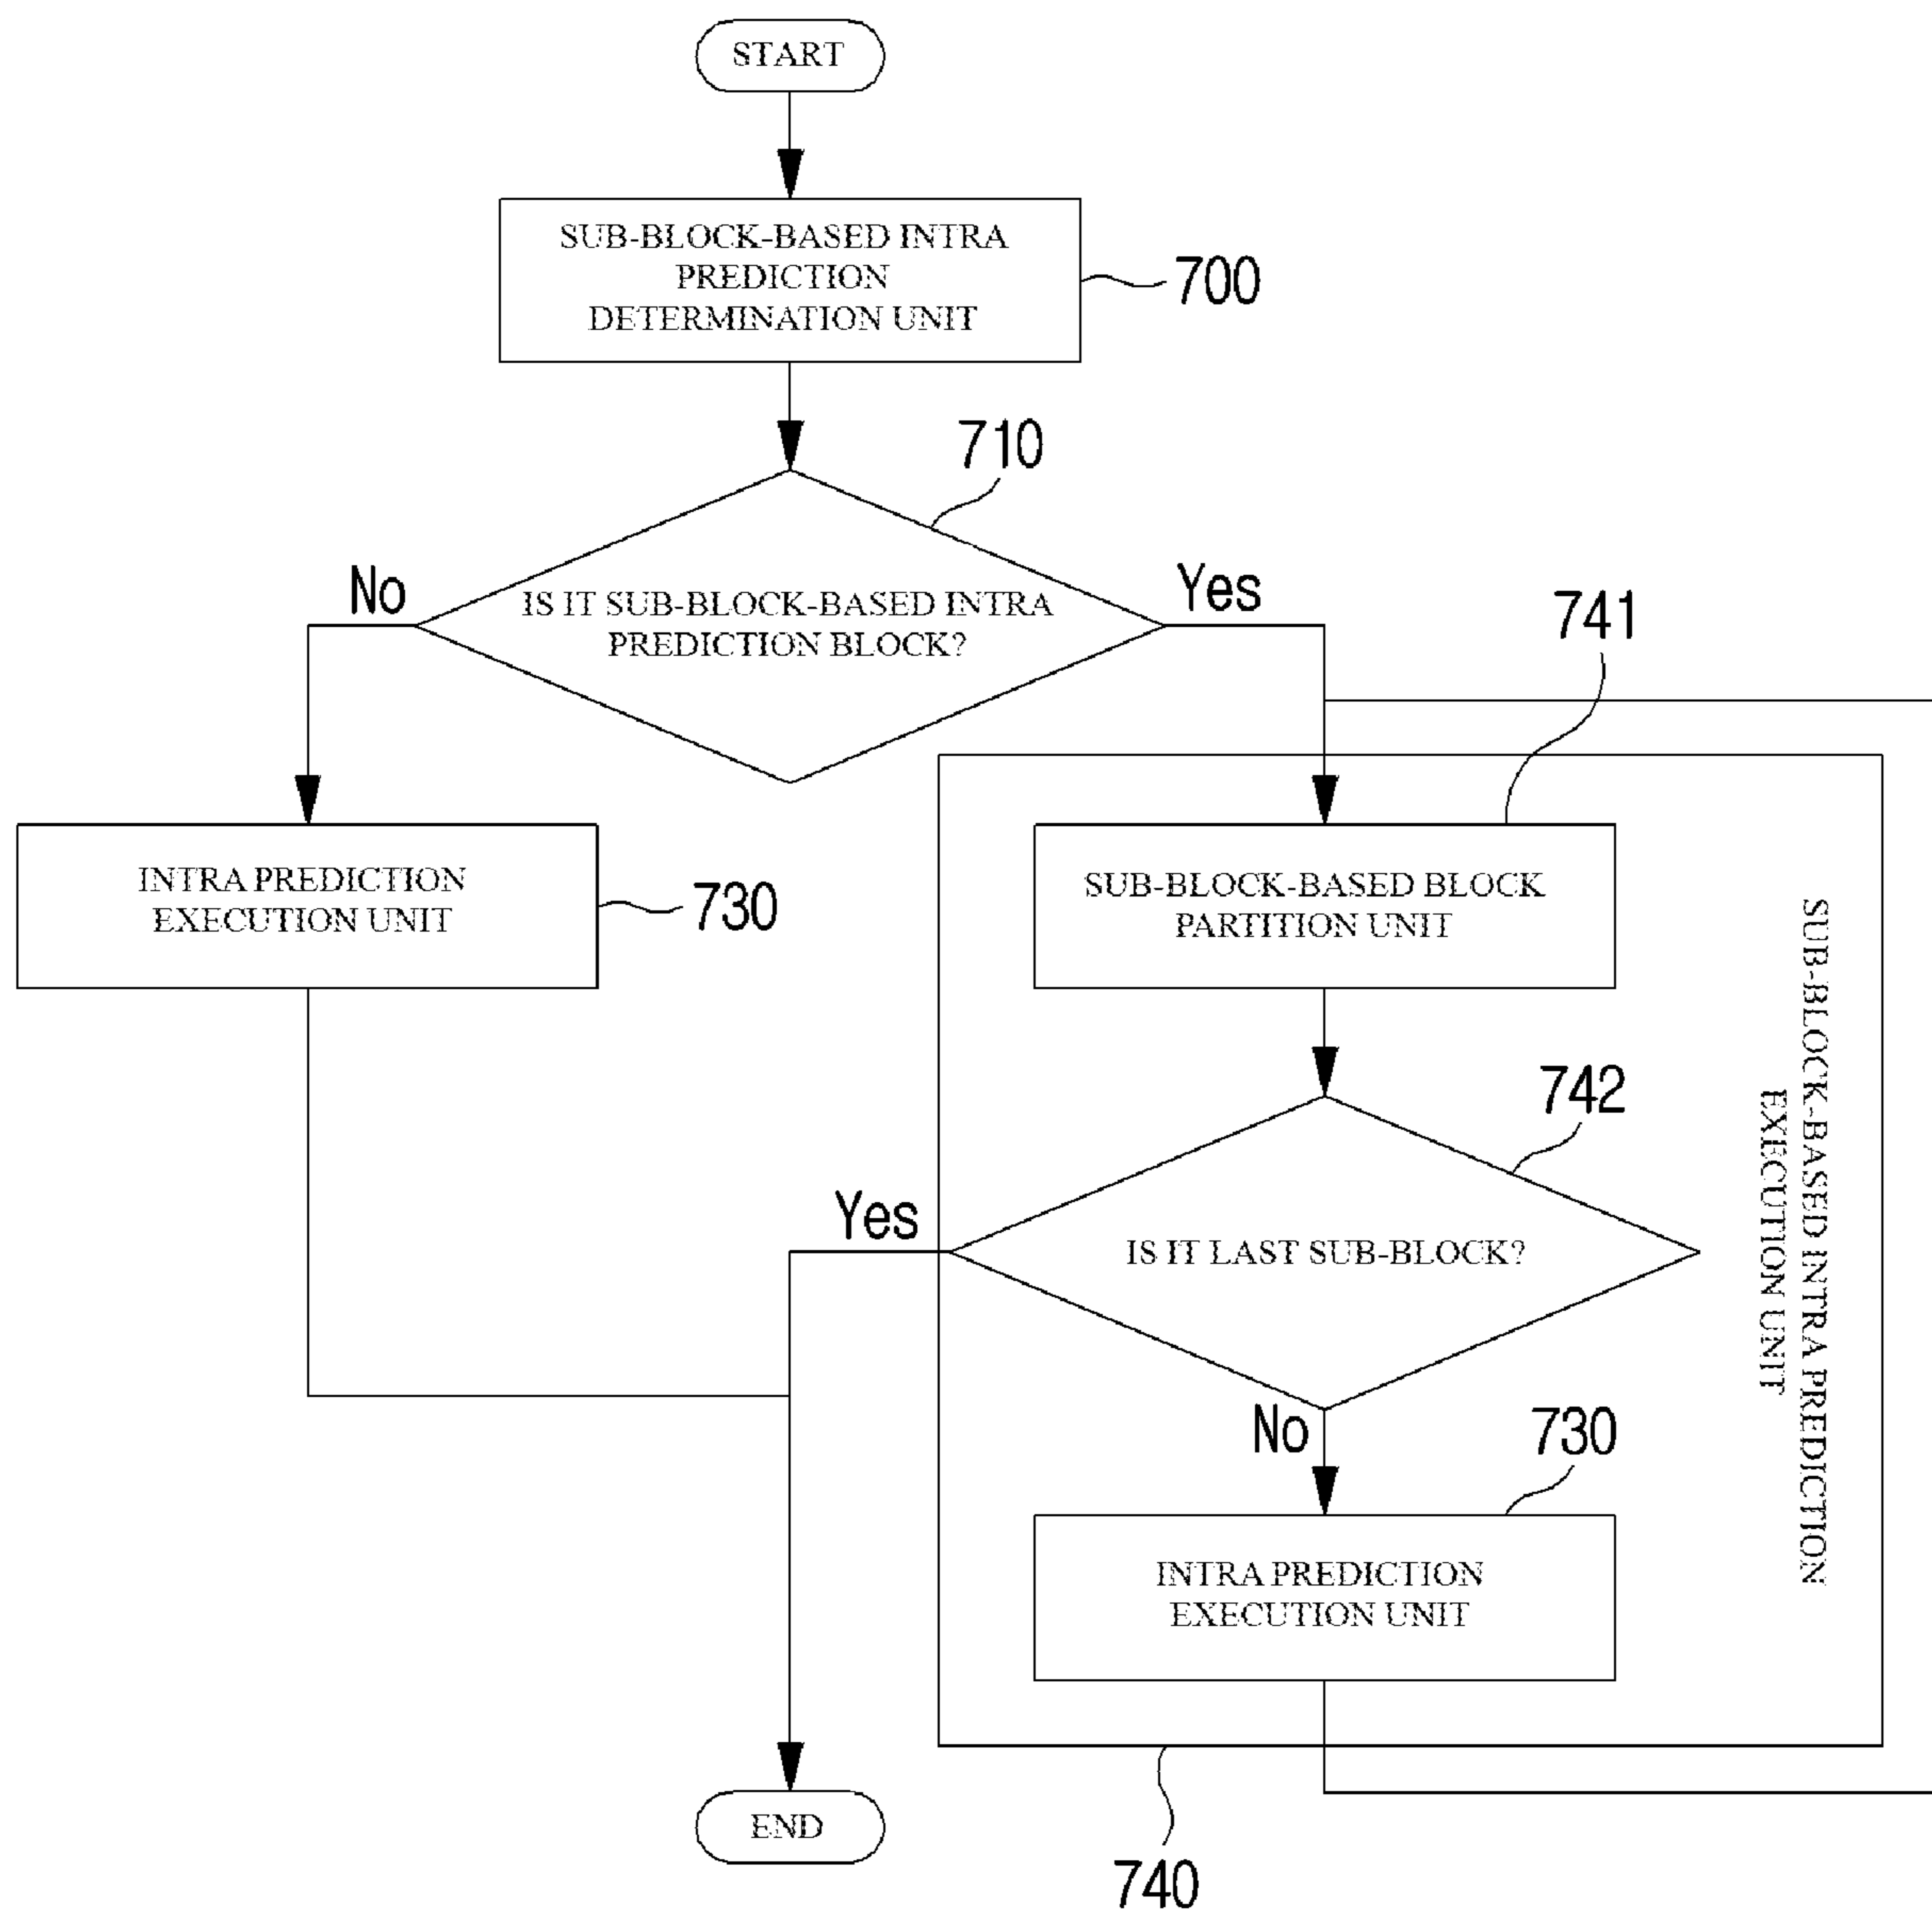 START
SUB-BLOCK-BASED INTRA
PREDICTION
DETERMINATION UNIT
700
710
No
IS IT SUB-BLOCK-BASED INTRA
PREDICTION BLOCK?
Yes
741
INTRA PREDICTION
EXECUTION UNIT
730
SUB-BLOCK-BASED BLOCK
PARTITION UNIT
SUB-BLOCK-BASED INTRA PREDICTION
EXECUTION UNIT
742
Yes
IS IT LAST SUB-BLOCK?
No
730
INTRA PREDICTION
EXECUTION UNIT
END
740